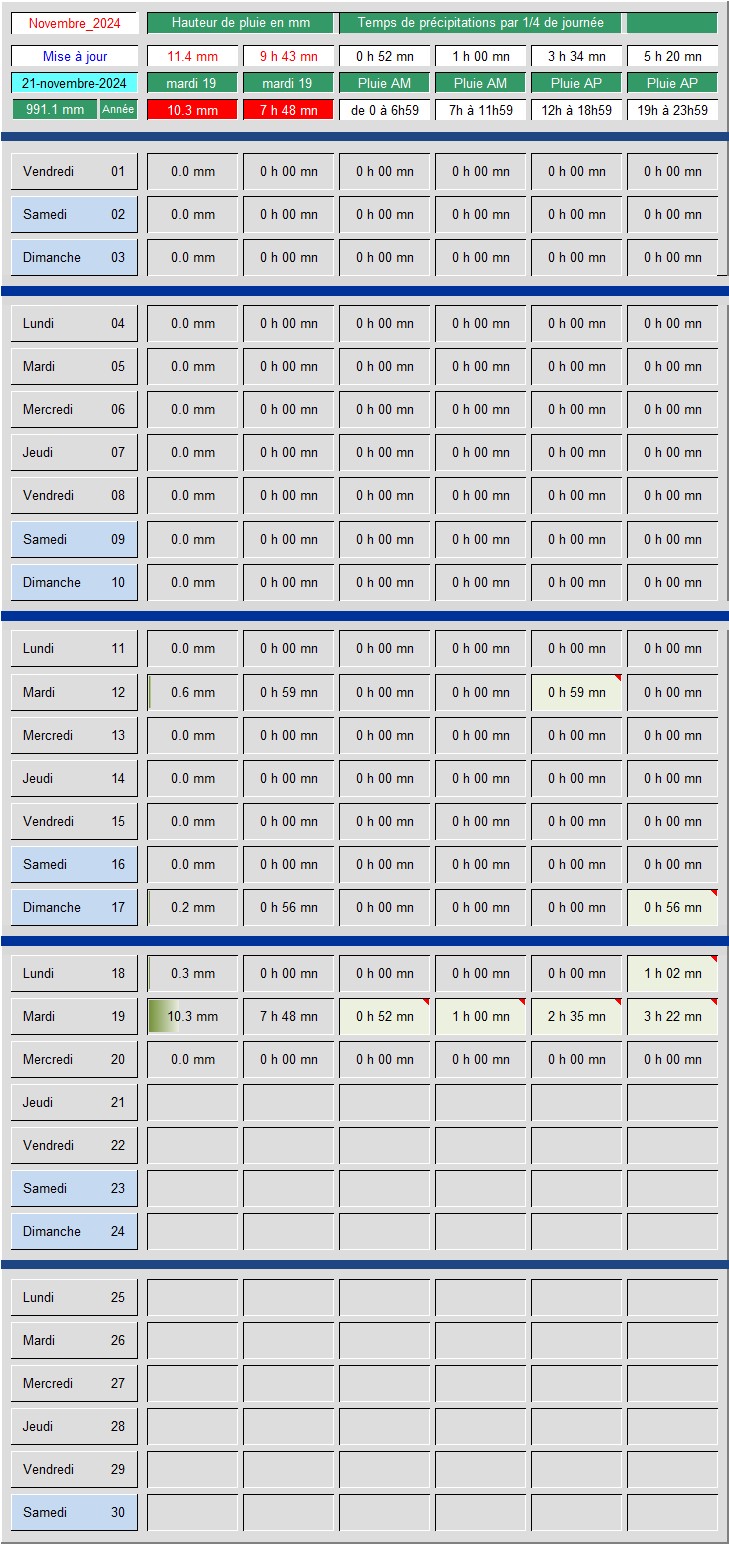 Novembre_2024 Hauteur de pluie en mm Temps de précipitations par 1/4 de journée
Mise à jour 11.4 mm 9 h 43 mn 0 h 52 mn 1 h 00 mn 3 h 34 mn 5 h 20 mn
21-novembre-2024 mardi 19 mardi 19 Pluie AM Pluie AM Pluie AP Pluie AP
991.1 mm Année 10.3 mm 7 h 48 mn de 0 à 6h59 7h à 11h59 12h à 18h59 19h à 23h59
Vendredi 01 0.0 mm 0 h 00 mn 0 h 00 mn 0 h 00 mn 0 h 00 mn 0 h 00 mn
Samedi 02 0.0 mm 0 h 00 mn 0 h 00 mn 0 h 00 mn 0 h 00 mn 0 h 00 mn
Dimanche 03 0.0 mm 0 h 00 mn 0 h 00 mn 0 h 00 mn 0 h 00 mn 0 h 00 mn
Lundi 04 0.0 mm 0 h 00 mn 0 h 00 mn 0 h 00 mn 0 h 00 mn 0 h 00 mn
Mardi 05 0.0 mm 0 h 00 mn 0 h 00 mn 0 h 00 mn 0 h 00 mn 0 h 00 mn
Mercredi 06 0.0 mm 0 h 00 mn 0 h 00 mn 0 h 00 mn 0 h 00 mn 0 h 00 mn
Jeudi 07 0.0 mm 0 h 00 mn 0 h 00 mn 0 h 00 mn 0 h 00 mn 0 h 00 mn
Vendredi 08 0.0 mm 0 h 00 mn 0 h 00 mn 0 h 00 mn 0 h 00 mn 0 h 00 mn
Samedi 09 0.0 mm 0 h 00 mn 0 h 00 mn 0 h 00 mn 0 h 00 mn 0 h 00 mn
Dimanche 10 0.0 mm 0 h 00 mn 0 h 00 mn 0 h 00 mn 0 h 00 mn 0 h 00 mn
Lundi 11 0.0 mm 0 h 00 mn 0 h 00 mn 0 h 00 mn 0 h 00 mn 0 h 00 mn
Mardi 12 0.6 mm 0 h 59 mn 0 h 00 mn 0 h 00 mn 0 h 59 mn 0 h 00 mn
Mercredi 13 0.0 mm 0 h 00 mn 0 h 00 mn 0 h 00 mn 0 h 00 mn 0 h 00 mn
Jeudi 14 0.0 mm 0 h 00 mn 0 h 00 mn 0 h 00 mn 0 h 00 mn 0 h 00 mn
Vendredi 15 0.0 mm 0 h 00 mn 0 h 00 mn 0 h 00 mn 0 h 00 mn 0 h 00 mn
Samedi 16 0.0 mm 0 h 00 mn 0 h 00 mn 0 h 00 mn 0 h 00 mn 0 h 00 mn
Dimanche 17 0.2 mm 0 h 56 mn 0 h 00 mn 0 h 00 mn 0 h 00 mn 0 h 56 mn
Lundi 18 0.3 mm 0 h 00 mn 0 h 00 mn 0 h 00 mn 0 h 00 mn 1 h 02 mn
Mardi 19 10.3 mm 7 h 48 mn 0 h 52 mn 1 h 00 mn 2 h 35 mn 3 h 22 mn
Mercredi 20 0.0 mm 0 h 00 mn 0 h 00 mn 0 h 00 mn 0 h 00 mn 0 h 00 mn
Jeudi 21
Vendredi 22
Samedi 23
Dimanche 24
Lundi 25
Mardi 26
Mercredi 27
Jeudi 28
Vendredi 29
Samedi 30